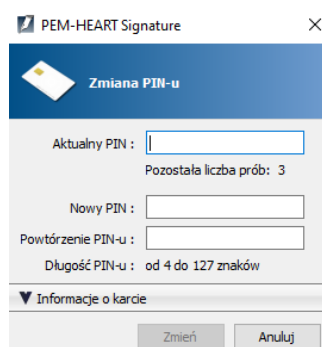 PEM-HEART Signature
Zmiana PIN-u
Aktualny PIN :
Pozostała liczba prób: 3
Nowy PIN :
Powtórzenie PIN-u :
Długość PIN-u : od 4 do 127 znaków
Informacje o karcie
Zmień Anuluj